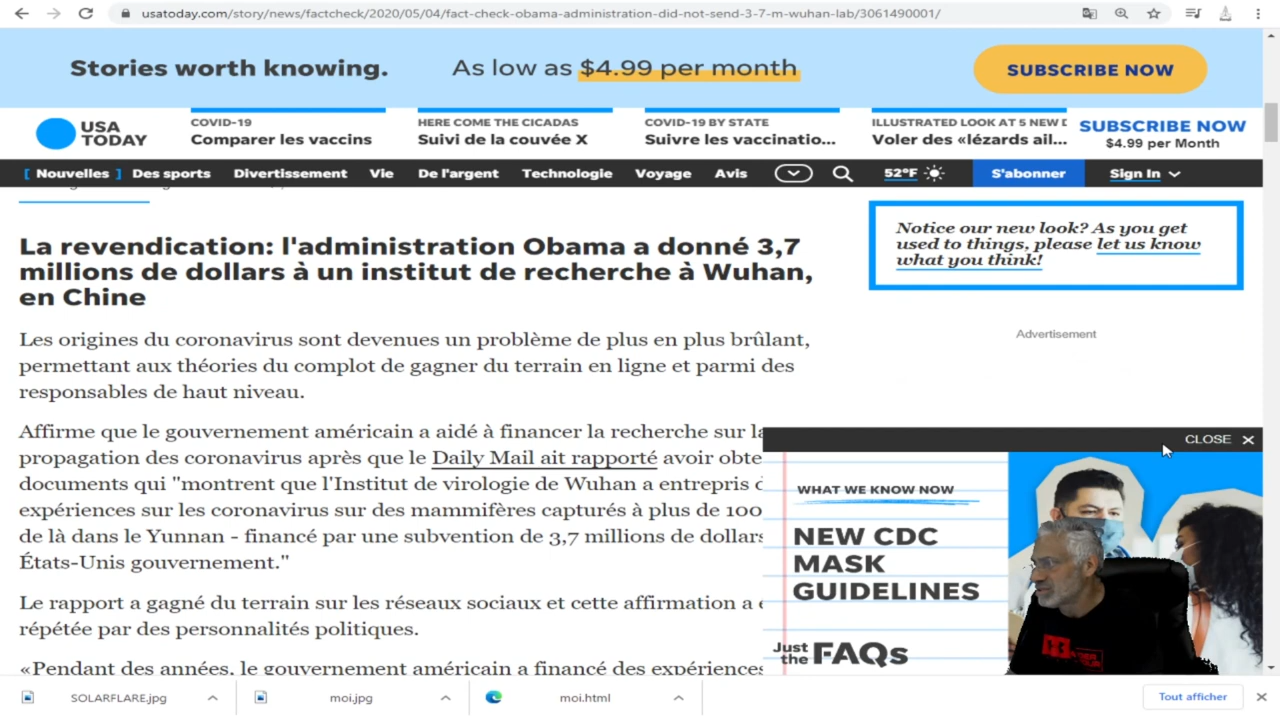 usatoday.com/story/news/factcheck/2020/05/04/fact-check-obama-administration-did-not-send-3-7-m-wuhan-lab/3061490001/
Stories worth knowing.
As low as $4.99 per month
SUBSCRIBE NOW
USA
TODAY
COVID-19
Comparer les vaccins
HERE COME THE CICADAS
Suivi de la couvée X
COVID-19 BY STATE
Suivre les vaccinatio...
ILLUSTRATED LOOK AT 5 NEW D
Voler des «lézards ail...
SUBSCRIBE NOW
$4.99 per Month
[ Nouvelles ] Des sports Divertissement Vie De l'argent Technologie Voyage Avis 52°F S'abonner Sign In
La revendication: l'administration Obama a donné 3,7
millions de dollars à un institut de recherche à Wuhan,
en Chine
Les origines du coronavirus sont devenues un problème de plus en plus brûlant,
permettant aux théories du complot de gagner du terrain en ligne et parmi des
responsables de haut niveau.
Affirme que le gouvernement américain a aidé à financer la recherche sur la
propagation des coronavirus après que le Daily Mail ait rapporté avoir obte
documents qui "montrent que l'Institut de virologie de Wuhan a entrepris d
expériences sur les coronavirus sur des mammifères capturés à plus de 100
de là dans le Yunnan - financé par une subvention de 3,7 millions de dollars
États-Unis gouvernement."
Le rapport a gagné du terrain sur les réseaux sociaux et cette affirmation a é
répétée par des personnalités politiques.
«Pendant des années, le gouvernement américain a financé des expériences
Notice our new look? As you get
used to things, please let us know
what you think!
Advertisement
CLOSE
WHAT WE KNOW NOW
NEW CDC
MASK
GUIDELINES
Just
the FAQs
SOLARFLARE.jpg
moi.jpg
moi.html
Tout afficher